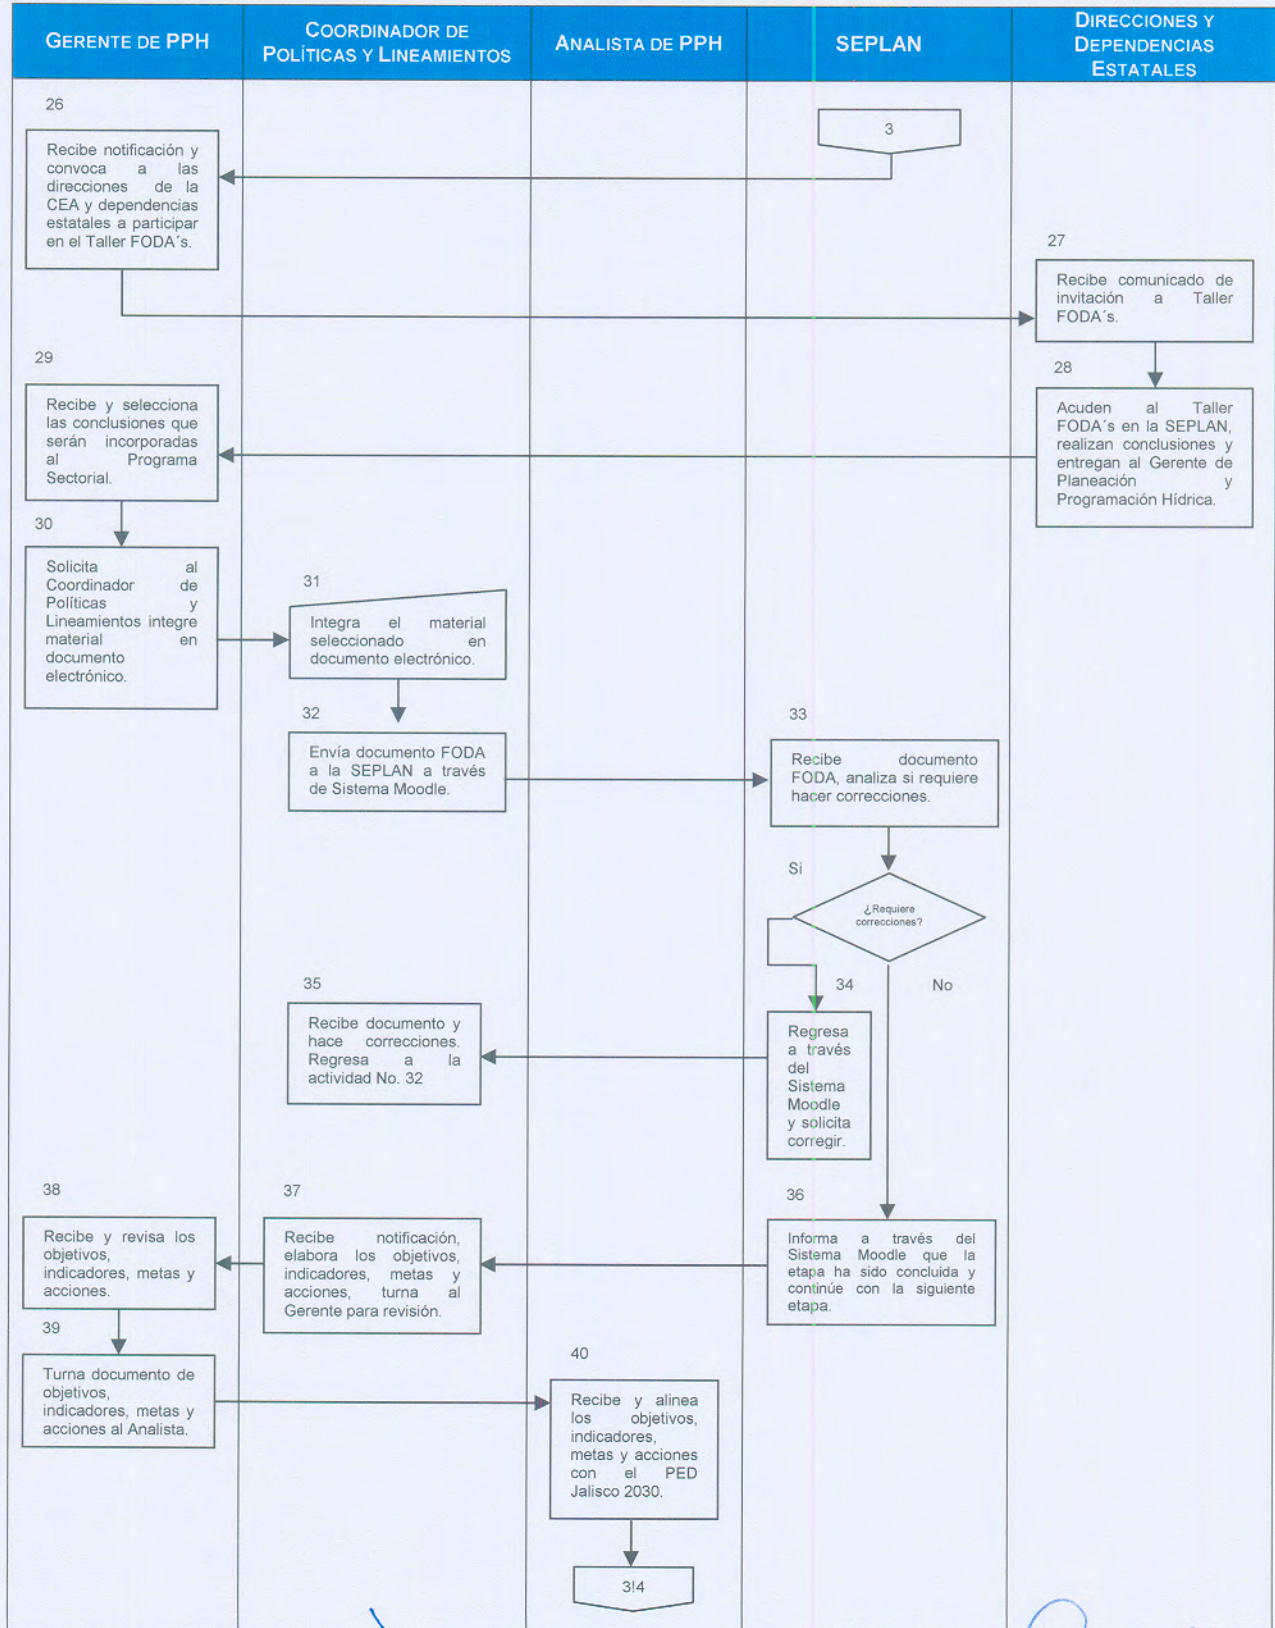 GERENTE DE PPH
COORDINADOR DE
POLÍTICAS Y LINEAMIENTOS
ANALISTA DE PPH
SEPLAN
DIRECCIONES Y
DEPENDENCIAS
ESTATALES
26
Recibe notificación y
convoca a las
direcciones de la
CEA y dependencias
estatales a participar
en el Taller FODA´s.
3
27
Recibe comunicado de
invitación a Taller
FODA´s.
28
Acuden al Taller
FODA´s en la SEPLAN,
realizan conclusiones y
entregan al Gerente de
Planeación y
Programación Hídrica.
29
Recibe y selecciona
las conclusiones que
serán incorporadas
al Programa
Sectorial.
30
Solicita al
Coordinador de
Políticas y
Lineamientos integre
material en
documento
electrónico.
31
Integra el material
seleccionado en
documento electrónico.
32
Envía documento FODA
a la SEPLAN a través
de Sistema Moodle.
33
Recibe documento
FODA, analiza si requiere
hacer correcciones.
Si
¿Requiere
correcciones?
No
34
Regresa
a través
del
Sistema
Moodle
y solicita
corregir.
35
Recibe documento y
hace correcciones.
Regresa a la
actividad No. 32
36
Informa a través del
Sistema Moodle que la
etapa ha sido concluida y
continúe con la siguiente
etapa.
37
Recibe notificación,
elabora los objetivos,
indicadores, metas y
acciones, turna al
Gerente para revisión.
38
Recibe y revisa los
objetivos,
indicadores, metas y
acciones.
39
Turna documento de
objetivos,
indicadores, metas y
acciones al Analista.
40
Recibe y alinea
los objetivos,
indicadores,
metas y acciones
con el PED
Jalisco 2030.
3!4